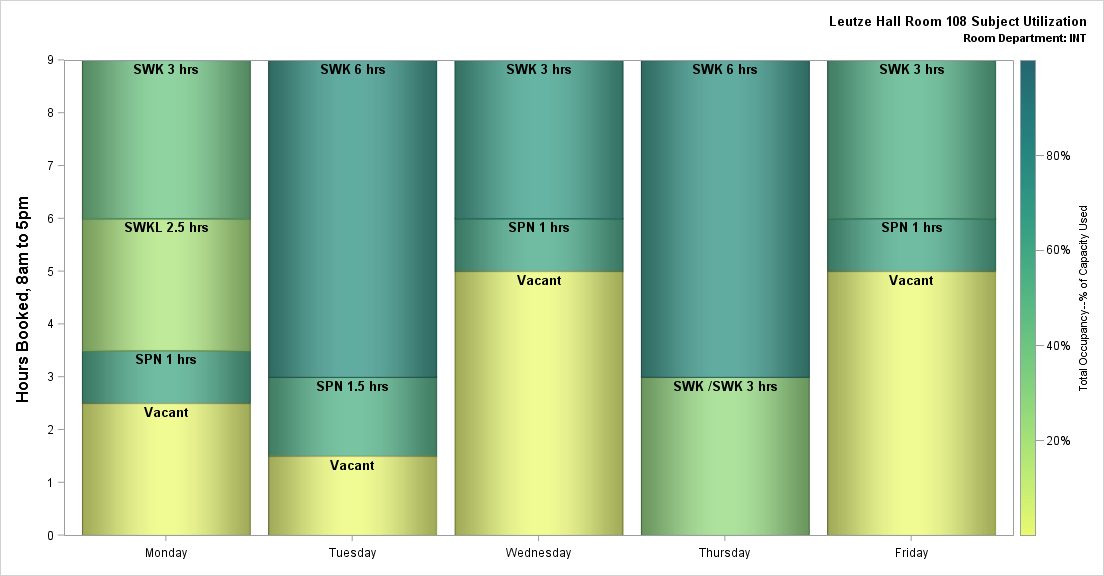 Leutze Hall Room 108 Subject Utilization
Room Department: INT
Hours Booked, 8am to 5pm
9
8
7
6
5
4
3
2
1
0
SWK 3 hrs
SWKL 2.5 hrs
SPN 1 hrs
Vacant
SWK 6 hrs
SPN 1.5 hrs
Vacant
SWK 3 hrs
SPN 1 hrs
Vacant
SWK 6 hrs
SWK /SWK 3 hrs
SWK 3 hrs
SPN 1 hrs
Vacant
Monday
Tuesday
Wednesday
Thursday
Friday
80%
60%
40%
20%
Total Occupancy--% of Capacity Used